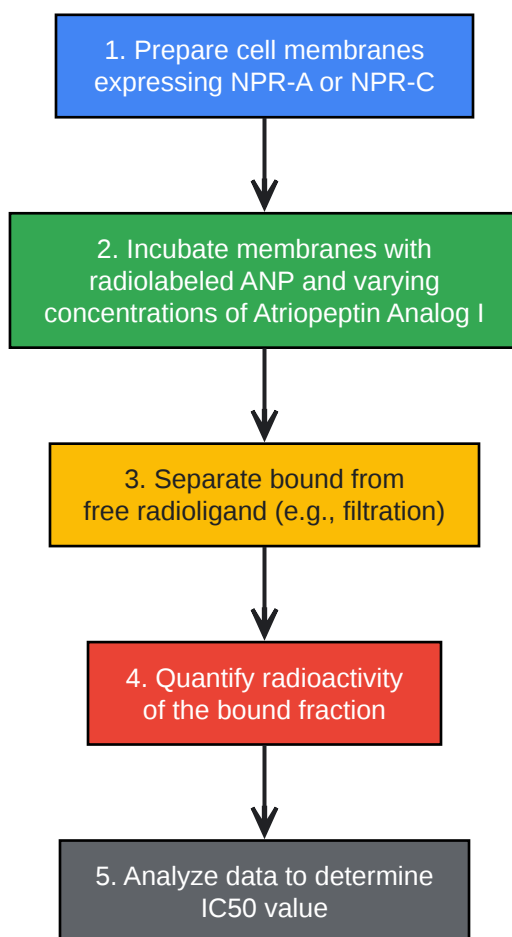 1. Prepare cell membranes
expressing NPR-A or NPR-C
2. Incubate membranes with
radiolabeled ANP and varying
concentrations of Atriopeptin Analog I
3. Separate bound from
free radioligand (e.g., filtration)
4. Quantify radioactivity
of the bound fraction
5. Analyze data to determine
IC50 value